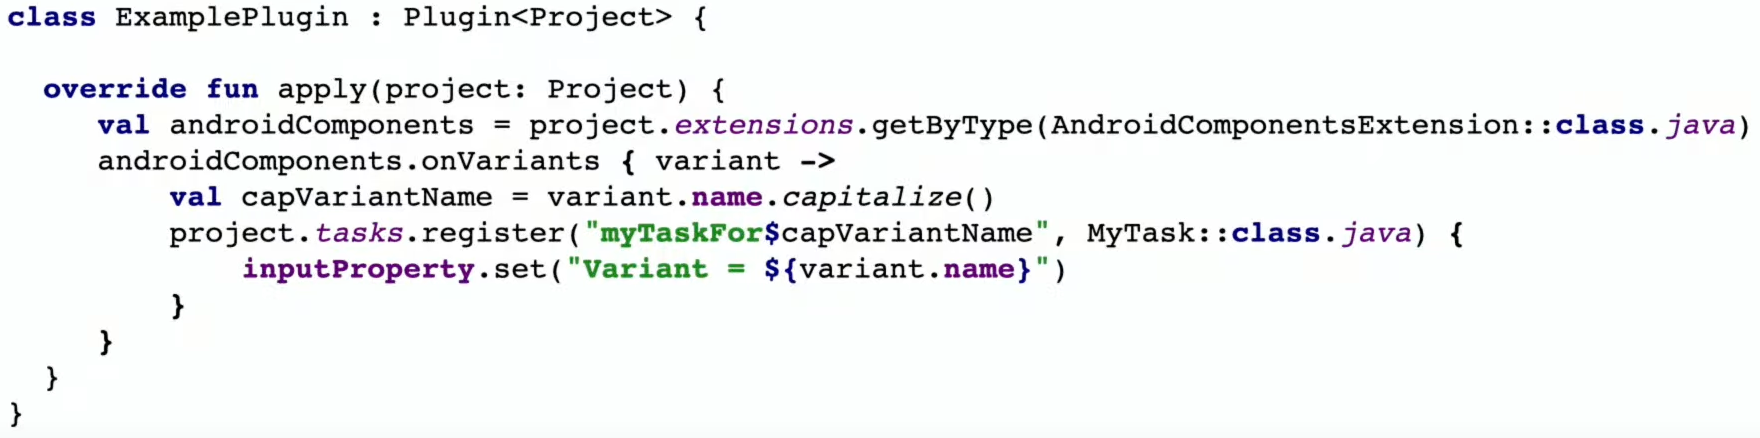 class ExamplePlugin : Plugin<Project> {
override fun apply(project: Project) {
val androidComponents = project.extensions.getByType(AndroidComponentsExtension::class.java)
androidComponents.onVariants { variant ->
val capVariantName = variant.name.capitalize()
project.tasks.register("myTaskFor$capVariantName", MyTask::class.java) {
inputProperty.set("Variant = ${variant.name}")
}
}
}
}